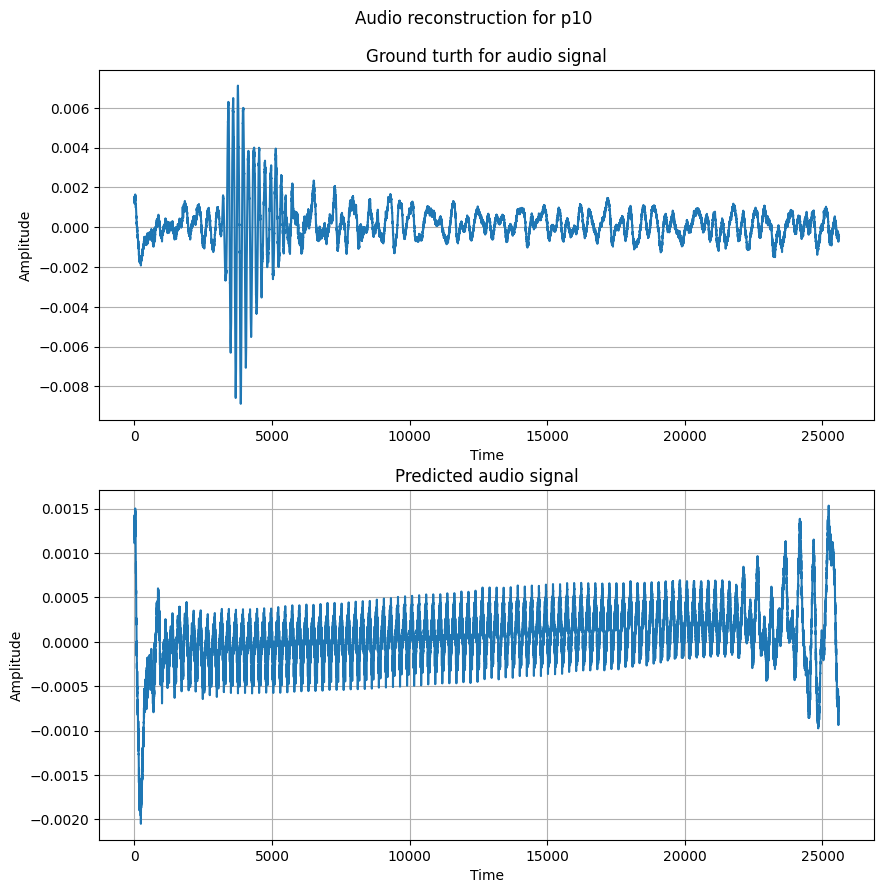 Audio reconstruction for p10
Ground turth for audio signal
0.006
0.004
0.002
0.000
−0.002
−0.004
−0.006
−0.008
Amplitude
0 5000 10000 15000 20000 25000
Time
Predicted audio signal
0.0015
0.0010
0.0005
0.0000
−0.0005
−0.0010
−0.0015
−0.0020
Amplitude
0 5000 10000 15000 20000 25000
Time